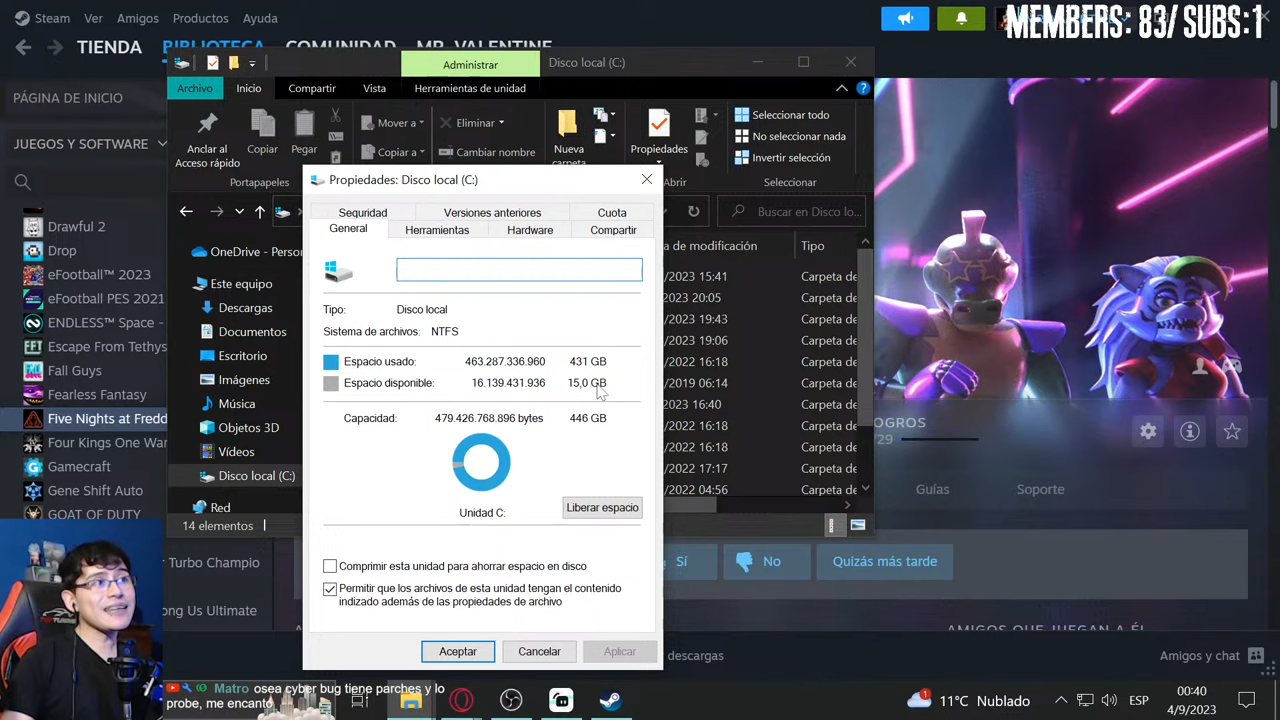 Steam Ver Amigos Productos Ayuda
MEMBERS: 83/ SUBS:1
TIENDA BIBLIOTECA COMUNIDAD MR_VALENTINE
PÁGINA DE INICIO
JUEGOS Y SOFTWARE
Drawful 2
Drop
eFootball™ 2023
eFootball PES 2021
ENDLESS™ Space -
Escape From Tethys
Fall Guys
Fearless Fantasy
Five Nights at Fredd
Four Kings One War
Gamecraft
Gene Shift Auto
GOAT OF DUTY
Turbo Champio
ong Us Ultimate
Administrar
Disco local (C:)
Archivo Inicio Compartir Vista Herramientas de unidad
Anclar al
Acceso rápido
Copiar
Pegar
Mover a
Copiar a
Eliminar
Cambiar nombre
Nueva
carpeta
Propiedades
Seleccionar todo
No seleccionar nada
Invertir selección
Portapapeles
Abrir
Seleccionar
Buscar en Disco lo...
OneDrive - Person
Este equipo
Descargas
Documentos
Escritorio
Imágenes
Música
Objetos 3D
Vídeos
Disco local (C:)
Red
14 elementos
a de modificación Tipo
/2023 15:41 Carpeta de
/2023 20:05 Carpeta de
/2023 19:43 Carpeta de
/2023 19:06 Carpeta de
/2022 16:18 Carpeta de
/2019 06:14 Carpeta de
/2023 16:40 Carpeta de
/2022 16:18 Carpeta de
/2022 16:18 Carpeta de
/2022 17:17 Carpeta de
/2022 04:56 Carpeta de
Propiedades: Disco local (C:)
Seguridad Versiones anteriores Cuota
General Herramientas Hardware Compartir
Tipo: Disco local
Sistema de archivos: NTFS
Espacio usado: 463.287.336.960 431 GB
Espacio disponible: 16.139.431.936 15,0 GB
Capacidad: 479.426.768.896 bytes 446 GB
Unidad C:
Liberar espacio
Comprimir esta unidad para ahorrar espacio en disco
Permitir que los archivos de esta unidad tengan el contenido
indizado además de las propiedades de archivo
Aceptar Cancelar Aplicar
OGROS
/29
Guías Soporte
Sí No Quizás más tarde
AMIGOS QUE JUEGAN A ÉL
descargas
Amigos y chat
Matro osea cyber bug tiene parches y lo
probe, me encanto
1
11°C Nublado
ESP
00:40
4/9/2023